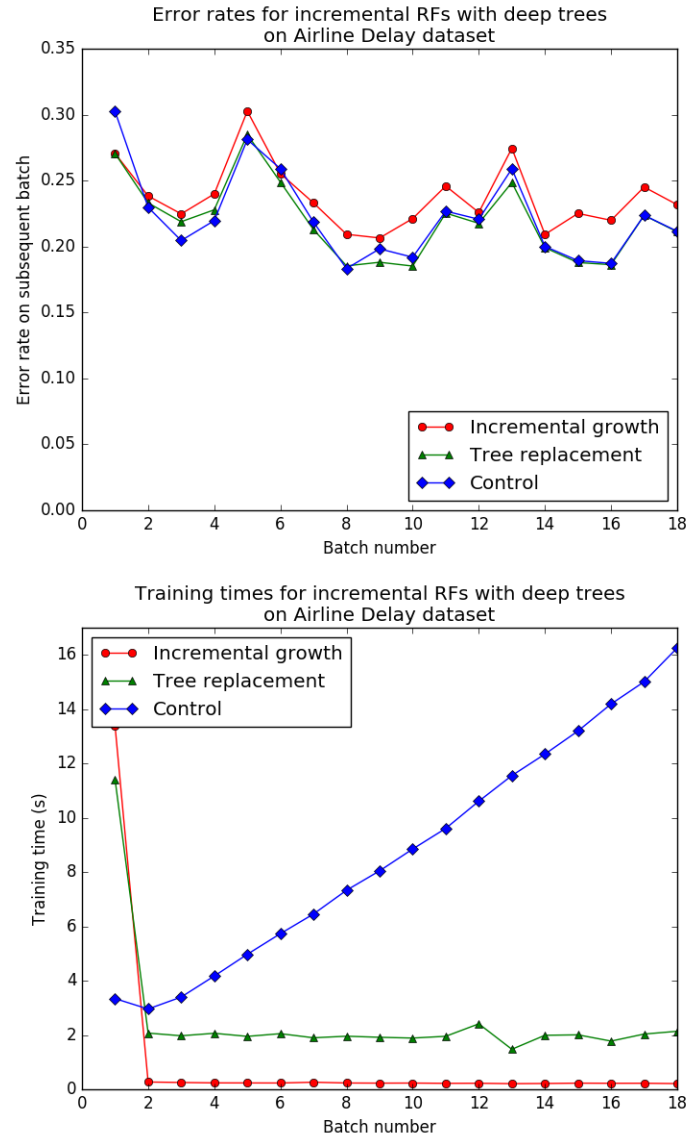 Error rates for incremental RFs with deep trees
on Airline Delay dataset
0.35
0.30
0.25
0.20
0.15
0.10
0.05
0.00
Error rate on subsequent batch
Incremental growth
Tree replacement
Control
0 2 4 6 8 10 12 14 16 18
Batch number
Training times for incremental RFs with deep trees
on Airline Delay dataset
Incremental growth
Tree replacement
Control
16
14
12
10
8
6
4
2
0
Training time (s)
0 2 4 6 8 10 12 14 16 18
Batch number